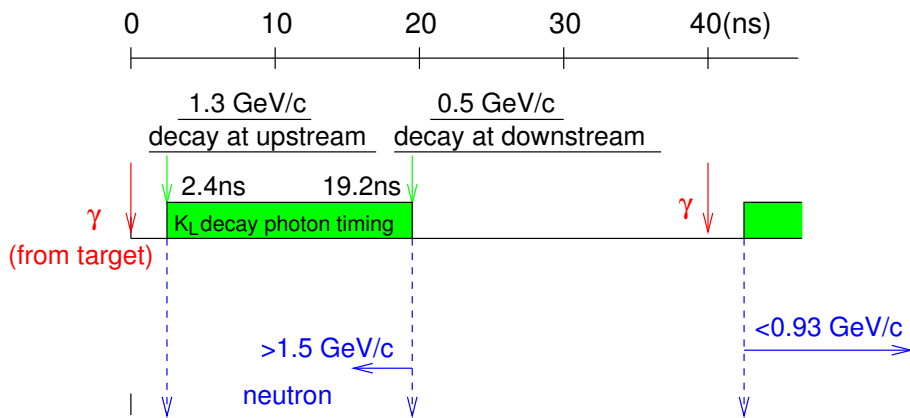 0 10 20 30 40(ns)
1.3 GeV/c 0.5 GeV/c
decay at upstream decay at downstream
2.4ns 19.2ns
γ K_L decay photon timing γ
(from target)
<0.93 GeV/c
>1.5 GeV/c
neutron